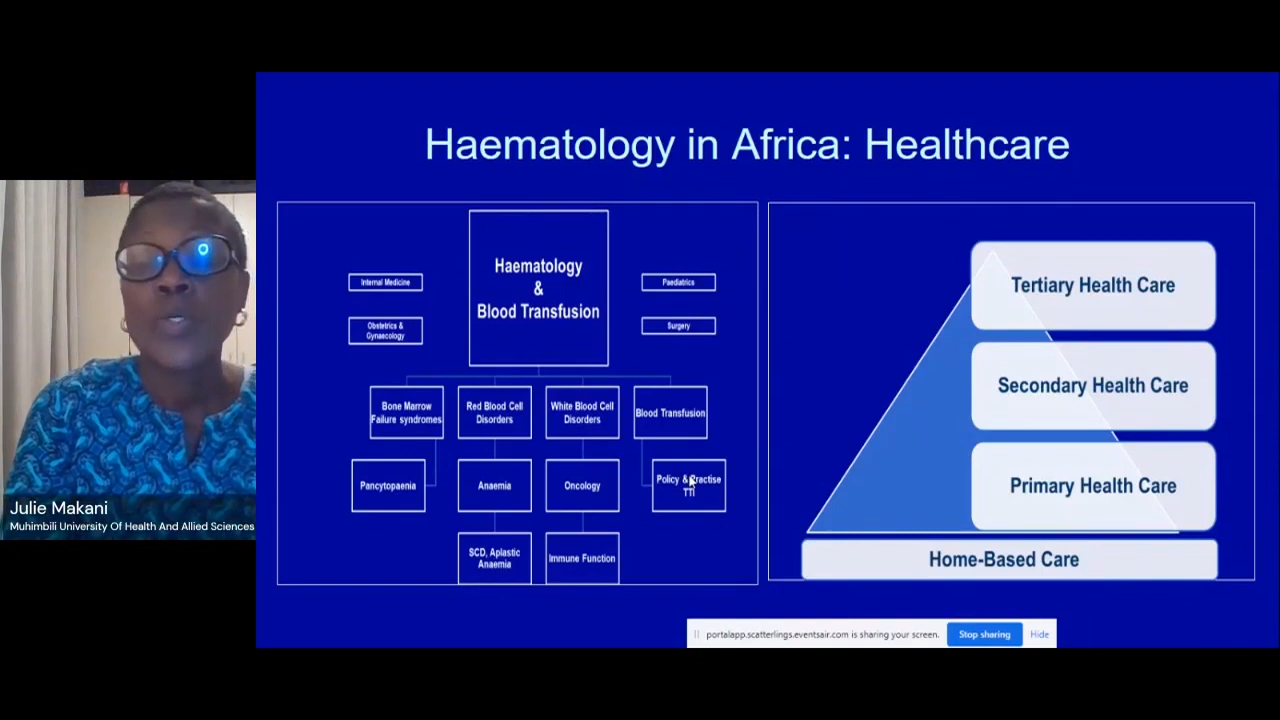 Haematology in Africa: Healthcare
Haematology
&
Blood Transfusion
Internal Medicine
Obstetrics &
Gynaecology
Paediatrics
Surgery
Bone Marrow
Failure syndromes
Red Blood Cell
Disorders
White Blood Cell
Disorders
Blood Transfusion
Pancytopaenia
Anaemia
Oncology
Policy & Practise
TTI
SCD, Aplastic
Anaemia
Immune Function
Tertiary Health Care
Secondary Health Care
Primary Health Care
Home-Based Care
Julie Makani
Muhimbili University Of Health And Allied Sciences
portalapp.scatterlings.eventsair.com is sharing your screen.
Stop sharing
Hide